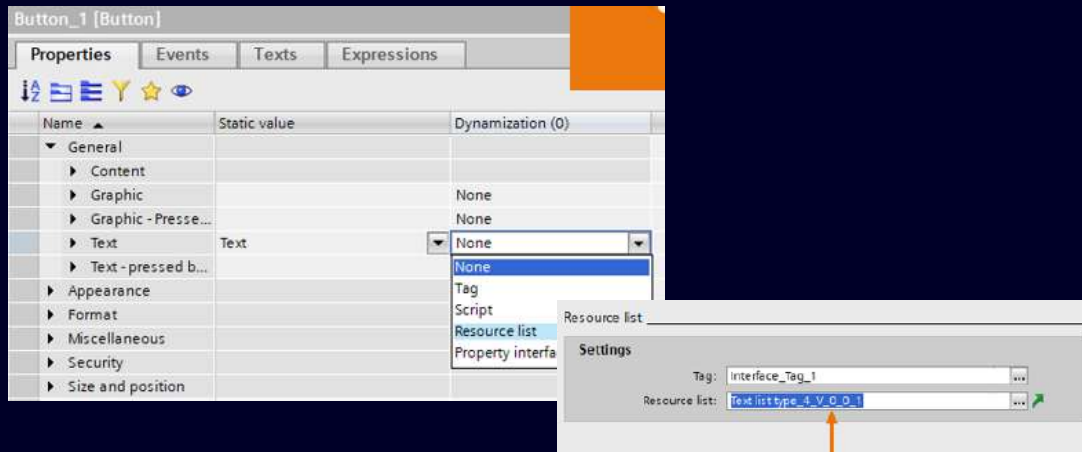 Button_1 [Button]
Properties Events Texts Expressions
Name Static value Dynamization (0)
General
Content
Graphic None
Graphic - Presse... None
Text Text None
Text - pressed b... None
Appearance Tag
Format Script
Miscellaneous Resource list
Security Property interfa
Size and position
Resource list
Settings
Tag: Interface_Tag_1 ...
Resource list: Text list type_4_V_0_0_1 ...